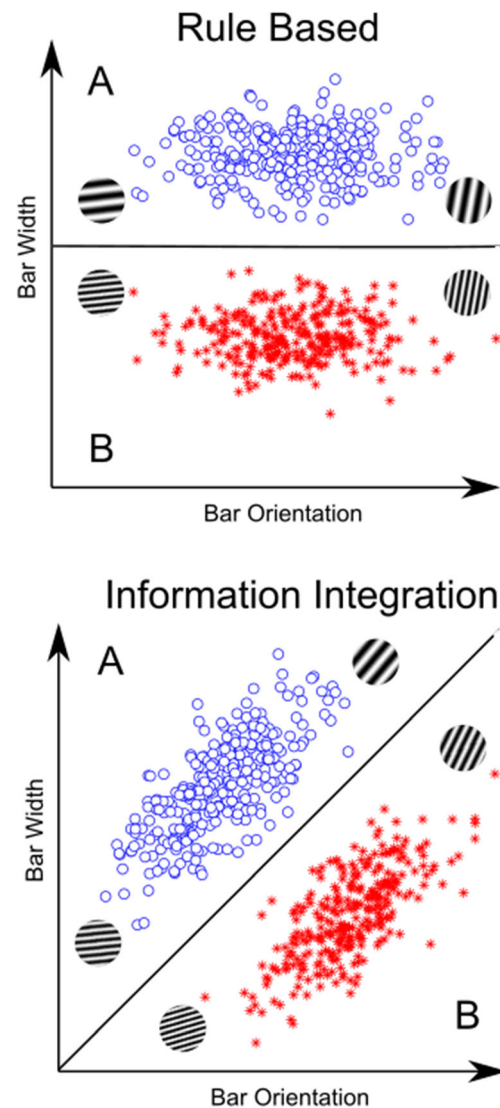 Rule Based
A
Bar Width
B
Bar Orientation
Information Integration
A
Bar Width
B
Bar Orientation